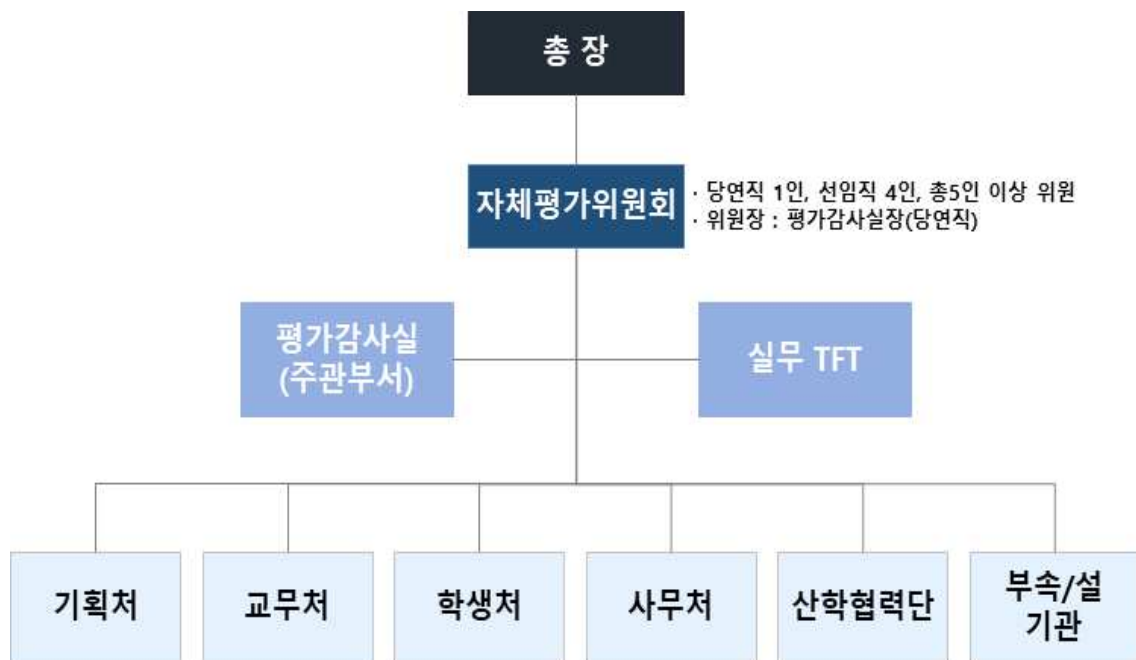 총 장
자체평가위원회
· 당연직 1인, 선임직 4인, 총5인 이상 위원
· 위원장 : 평가감사실장(당연직)
평가감사실
(주관부서)
실무 TFT
기획처
교무처
학생처
사무처
산학협력단
부속/설
기관